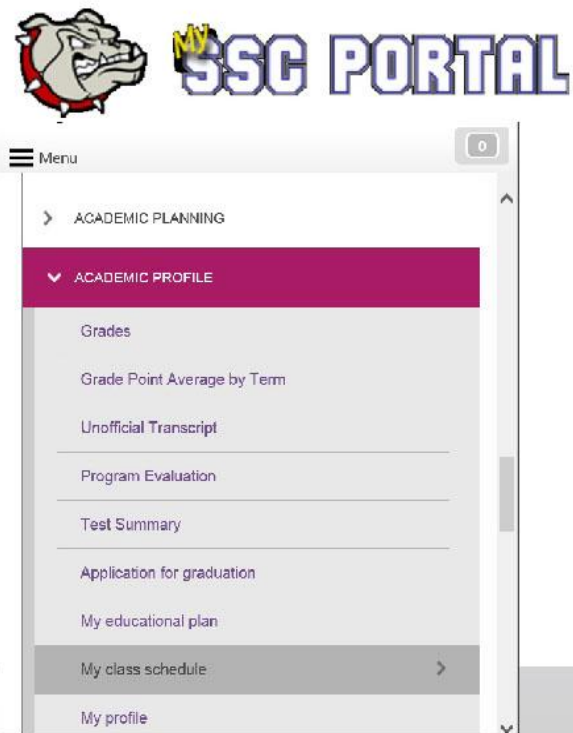 My SSC PORTAL
Menu
0
ACADEMIC PLANNING
ACADEMIC PROFILE
Grades
Grade Point Average by Term
Unofficial Transcript
Program Evaluation
Test Summary
Application for graduation
My educational plan
My class schedule
My profile